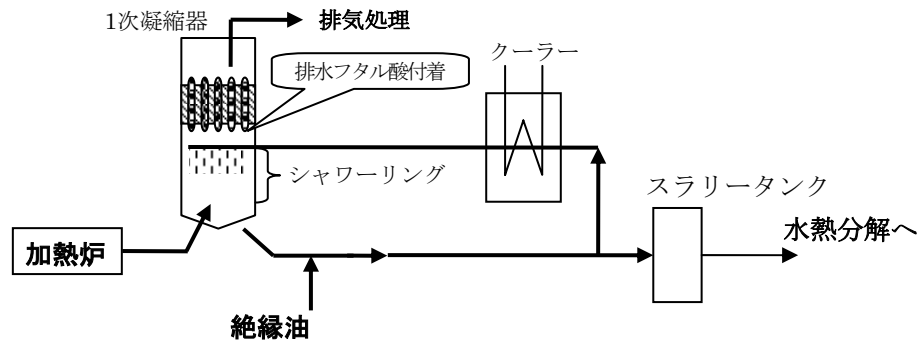 1次凝縮器
排気処理
クーラー
排水フタル酸付着
シャワーリング
スラリータンク
水熱分解へ
加熱炉
絶縁油